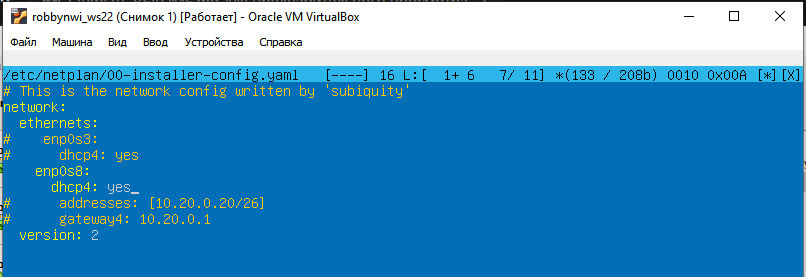 robbynwi_ws22 (Снимок 1) [Работает] - Oracle VM VirtualBox
Файл Машина Вид Ввод Устройства Справка
/etc/netplan/00-installer-config.yaml [----] 16 L:[ 1+ 6 7/ 11] *(133 / 208b) 0010 0x00A [*][X]
# This is the network config written by 'subiquity'
network:
  ethernets:
#    enp0s3:
#      dhcp4: yes
    enp0s8:
      dhcp4: yes_
#      addresses: [10.20.0.20/26]
#      gateway4: 10.20.0.1
  version: 2